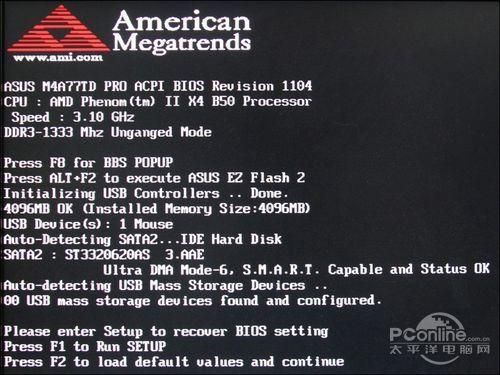 American
Megatrends
www.ami.com
ASUS M4A77TD PRO ACPI BIOS Revision 1104
CPU : AMD Phenom(tm) II X4 B50 Processor
Speed : 3.10 GHz
DDR3-1333 Mhz Unganged Mode
Press F8 for BBS POPUP
Press ALT+F2 to execute ASUS EZ Flash 2
Initializing USB Controllers .. Done.
4096MB OK (Installed Memory Size:4096MB)
USB Device(s): 1 Mouse
Auto-Detecting SATA2...IDE Hard Disk
SATA2 : ST3320620AS 3.AAE
Ultra DMA Mode-6, S.M.A.R.T. Capable and Status OK
Auto-detecting USB Mass Storage Devices ..
00 USB mass storage devices found and configured.
Please enter Setup to recover BIOS setting
Press F1 to Run SETUP
Press F2 to load default values and continue
PConline.com.cn
太平洋电脑网